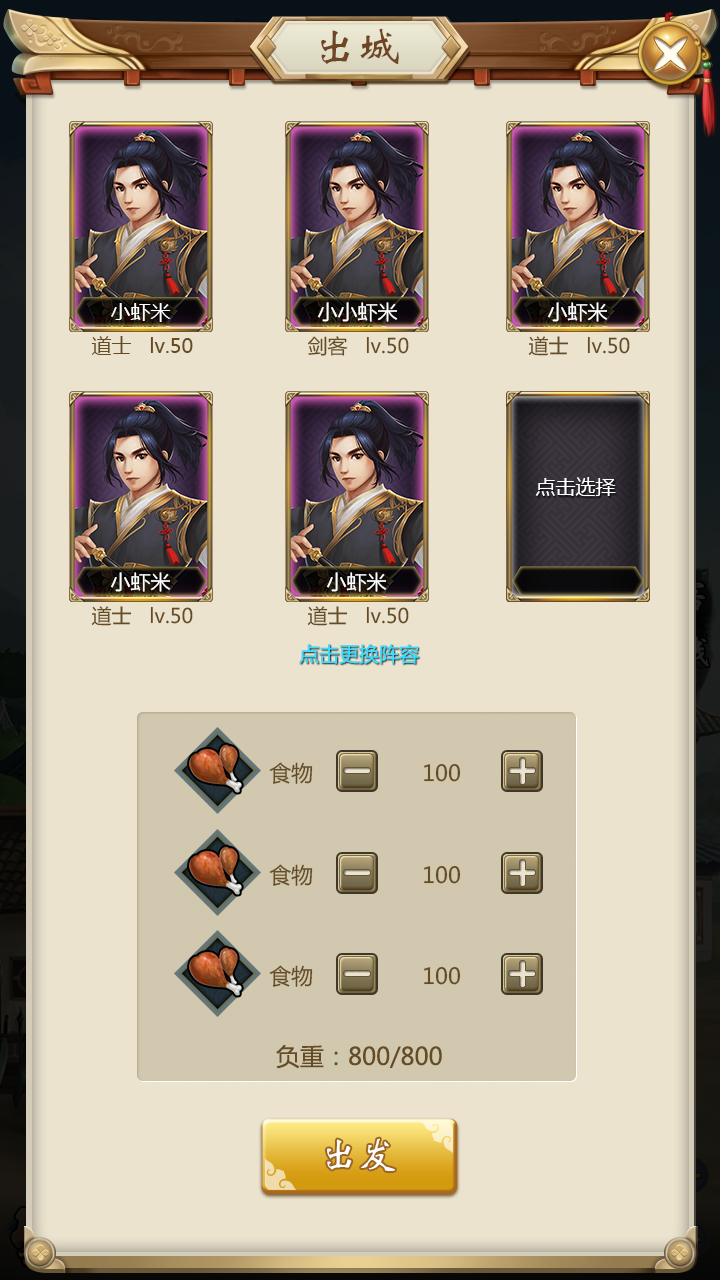 出城
小虾米
小小虾米
小虾米
道士 lv.50
剑客 lv.50
道士 lv.50
小虾米
小虾米
点击选择
道士 lv.50
道士 lv.50
点击更换阵容
食物 100
食物 100
食物 100
负重：800/800
出发